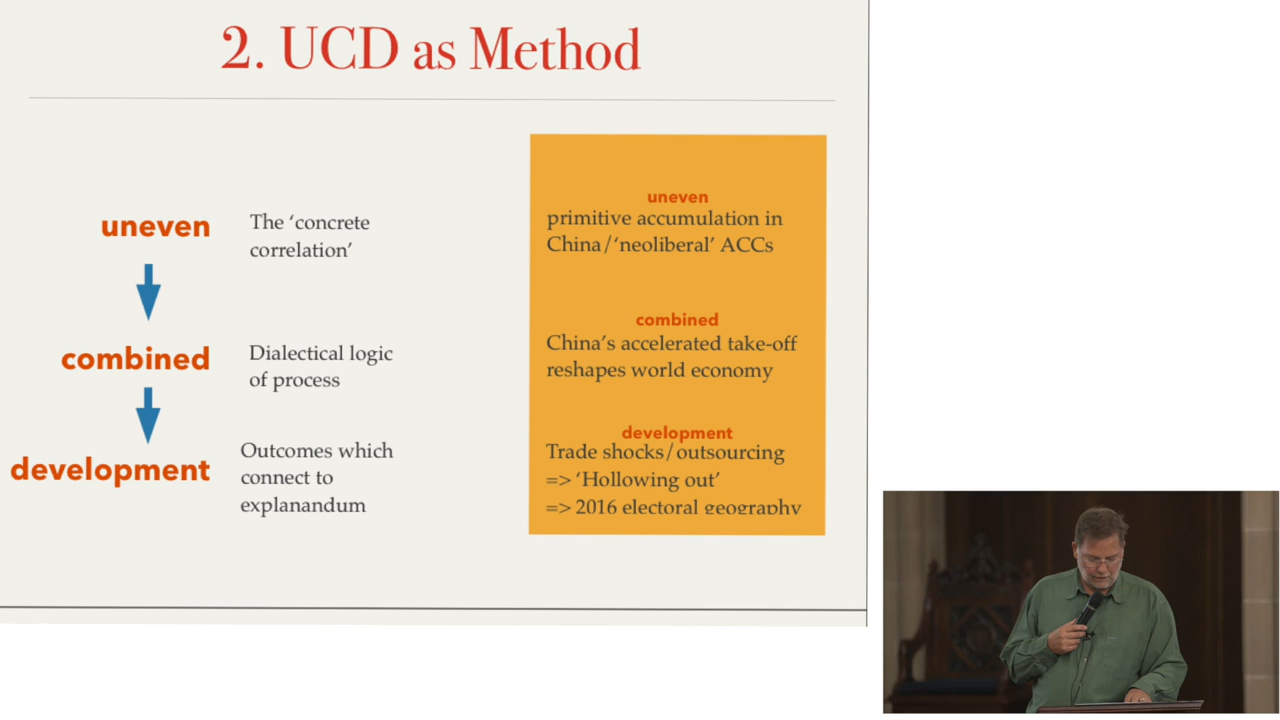 2. UCD as Method
uneven
The ‘concrete
correlation’
combined
Dialectical logic
of process
development
Outcomes which
connect to
explanandum
uneven
primitive accumulation in
China/‘neoliberal’ ACCs
combined
China’s accelerated take-off
reshapes world economy
development
Trade shocks/outsourcing
=> ‘Hollowing out’
=> 2016 electoral geography